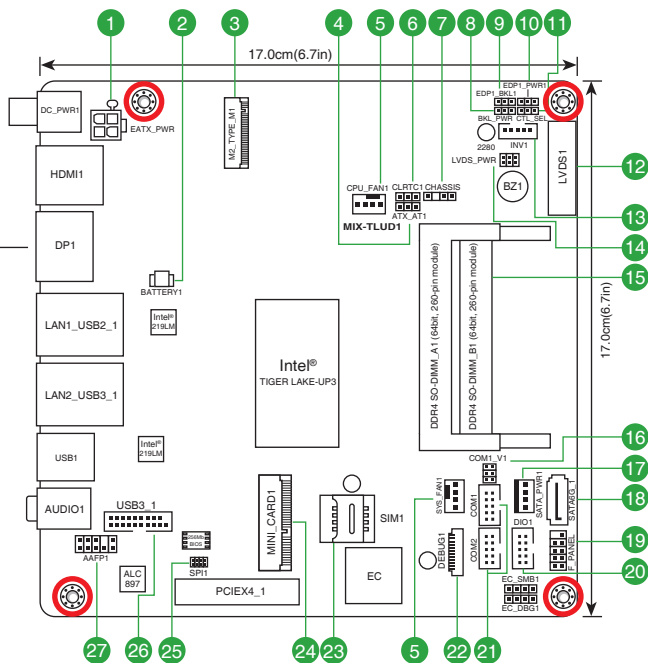 1
2
3
4
5
6
7
8
9
10
11
17.0cm(6.7in)
DC_PWR1
EATX_PWR
M2_TYPE_M1
EDP1_PWR1
EDP1_BKL1
BKL_PWR
CTL_SEL
2280
INV1
LVDS_PWR
BZ1
LVDS1
12
HDMI1
CPU_FAN1
CLRTC1
CHASSIS
ATX_AT1
MIX-TLUD1
13
14
DP1
BATTERY1
DDR4 SO-DIMM_A1 (64bit, 260-pin module)
DDR4 SO-DIMM_B1 (64bit, 260-pin module)
15
17.0cm(6.7in)
LAN1_USB2_1
Intel®
219LM
Intel®
TIGER LAKE-UP3
LAN2_USB3_1
USB1
Intel®
219LM
COM1_V1
16
17
AUDIO1
USB3_1
AAFP1
256Mb
BIOS
SPI1
MINI_CARD1
SIM1
SYS_FAN1
COM1
SATA_PWR1
SATA6G_1
18
DEBUG1
COM2
DIO1
F_PANEL
19
20
ALC
897
PCIEX4_1
EC
EC_SMB1
EC_DBG1
27
26
25
24
23
5
22
21